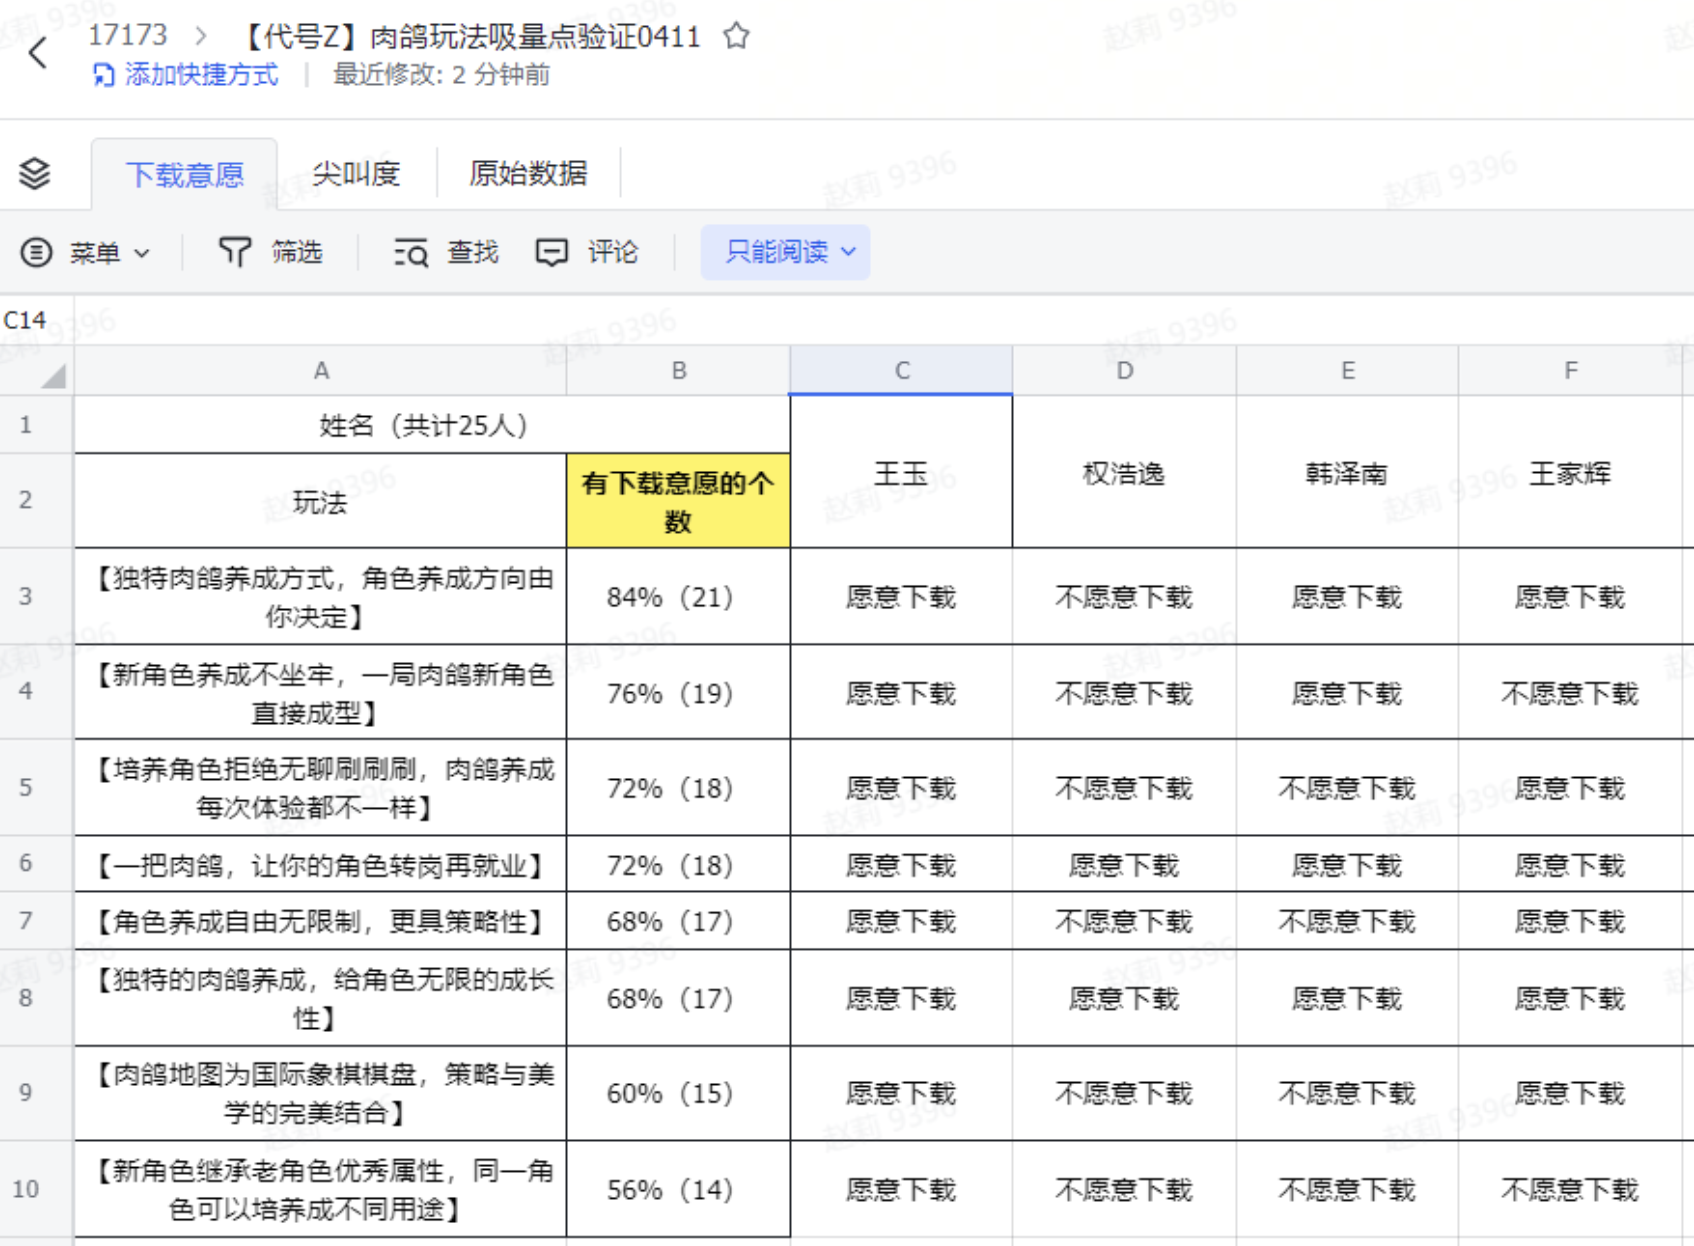 17173 > 【代号Z】肉鸽玩法吸量点验证0411
添加快捷方式 | 最近修改: 2 分钟前
下载意愿 尖叫度 原始数据
菜单 筛选 查找 评论 只能阅读
C14
A B C D E F
1 姓名（共计25人） 王玉 权浩逸 韩泽南 王家辉
2 玩法 有下载意愿的个
数
3 【独特肉鸽养成方式，角色养成方向由
你决定】 84%（21） 愿意下载 不愿意下载 愿意下载 愿意下载
4 【新角色养成不坐牢，一局肉鸽新角色
直接成型】 76%（19） 愿意下载 不愿意下载 愿意下载 不愿意下载
5 【培养角色拒绝无聊刷刷刷，肉鸽养成
每次体验都不一样】 72%（18） 愿意下载 不愿意下载 不愿意下载 愿意下载
6 【一把肉鸽，让你的角色转岗再就业】 72%（18） 愿意下载 愿意下载 愿意下载 愿意下载
7 【角色养成自由无限制，更具策略性】 68%（17） 愿意下载 不愿意下载 不愿意下载 愿意下载
8 【独特的肉鸽养成，给角色无限的成长
性】 68%（17） 愿意下载 愿意下载 愿意下载 愿意下载
9 【肉鸽地图为国际象棋棋盘，策略与美
学的完美结合】 60%（15） 愿意下载 不愿意下载 不愿意下载 愿意下载
10 【新角色继承老角色优秀属性，同一角
色可以培养成不同用途】 56%（14） 愿意下载 不愿意下载 不愿意下载 不愿意下载
赵莉 9396